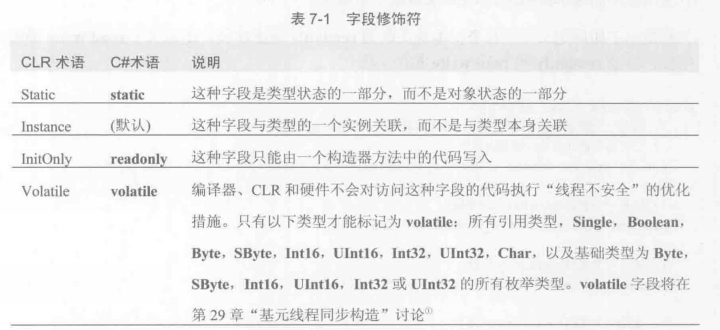 表 7-1 字段修饰符
CLR 术语 C#术语 说明
Static static 这种字段是类型状态的一部分，而不是对象状态的一部分
Instance (默认) 这种字段与类型的一个实例关联，而不是与类型本身关联
InitOnly readonly 这种字段只能由一个构造器方法中的代码写入
Volatile volatile 编译器、CLR 和硬件不会对访问这种字段的代码执行“线程不安全”的优化
措施。只有以下类型才能标记为 volatile：所有引用类型，Single，Boolean，
Byte，SByte，Int16，UInt16，Int32，UInt32，Char，以及基础类型为 Byte，
SByte，Int16，UInt16，Int32 或 UInt32 的所有枚举类型。volatile 字段将在
第 29 章“基元线程同步构造”讨论①